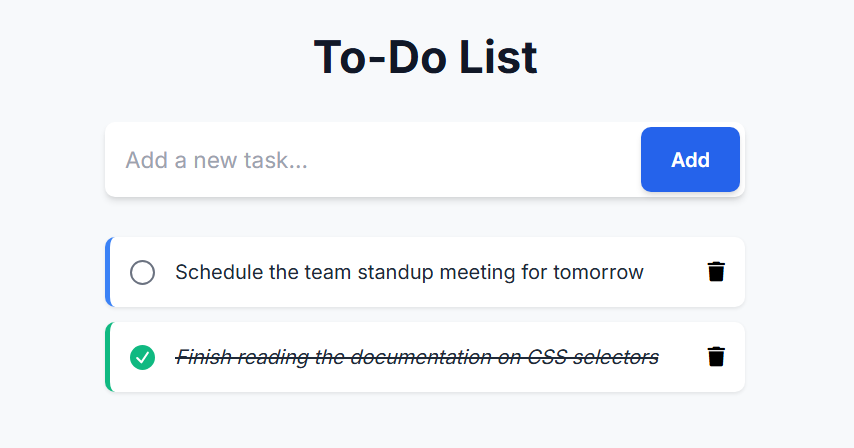 To-Do List
Add a new task...
Add
Schedule the team standup meeting for tomorrow
Finish reading the documentation on CSS selectors